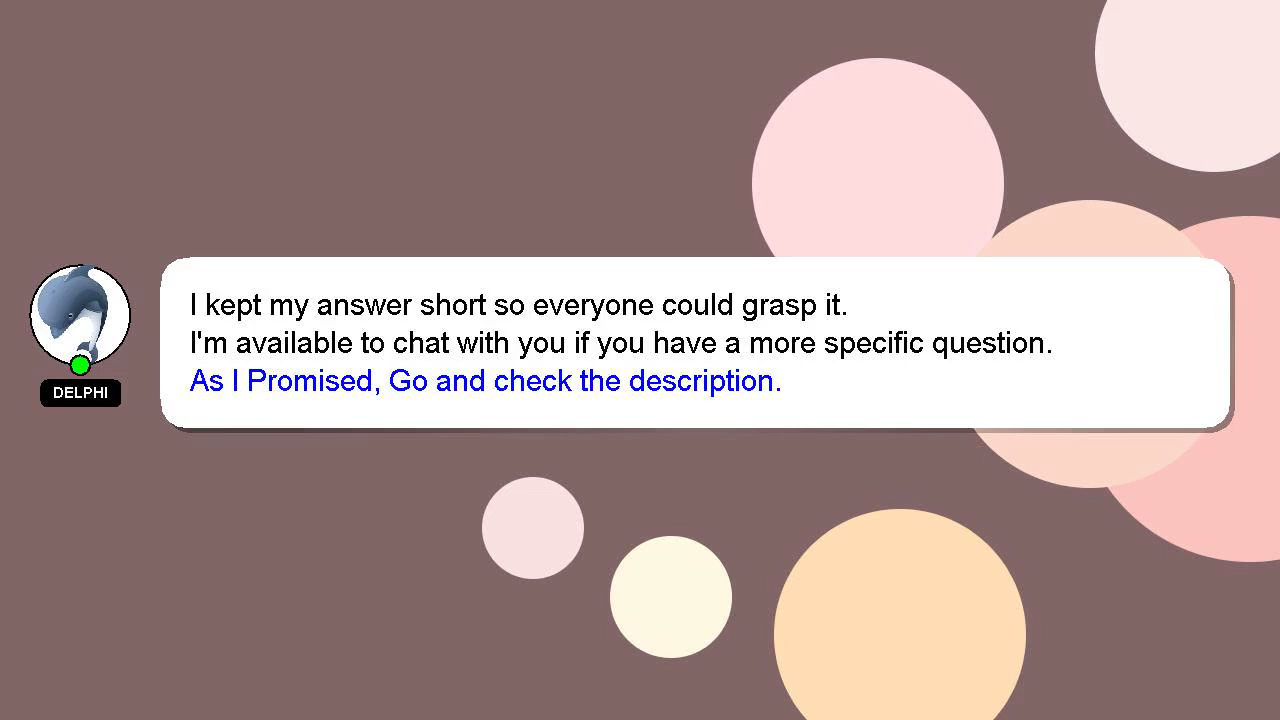 I kept my answer short so everyone could grasp it.
I'm available to chat with you if you have a more specific question.
As I Promised, Go and check the description.
DELPHI